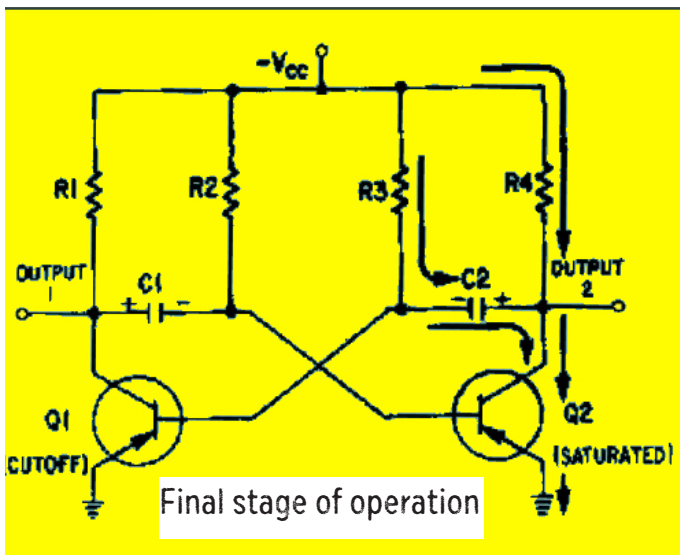 -Vcc
R1
R2
R3
R4
OUTPUT
1
C1
+
-
C2
-
+
OUTPUT
2
Q1
(CUTOFF)
Q2
(SATURATED)
Final stage of operation